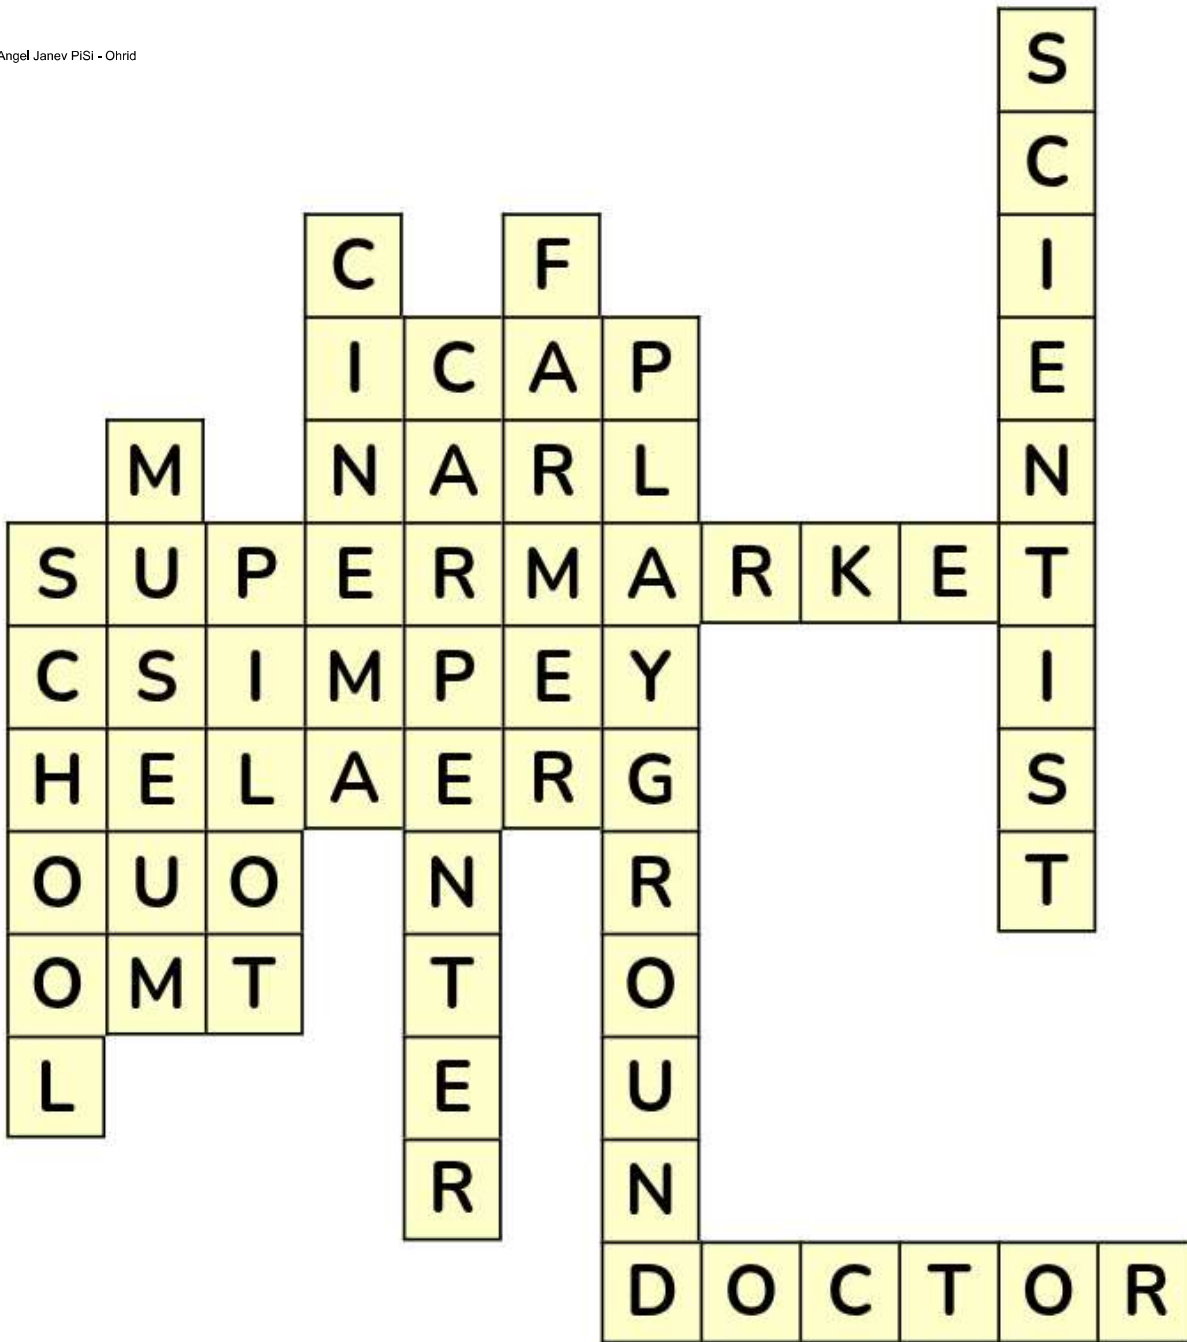 Angel Janev PiSi - Ohrid
S
C
C F I
I C A P E
M N A R L N
S U P E R M A R K E T
C S I M P E Y I
H E L A E R G S
O U O N R T
O M T T O
L E U
R N
D O C T O R